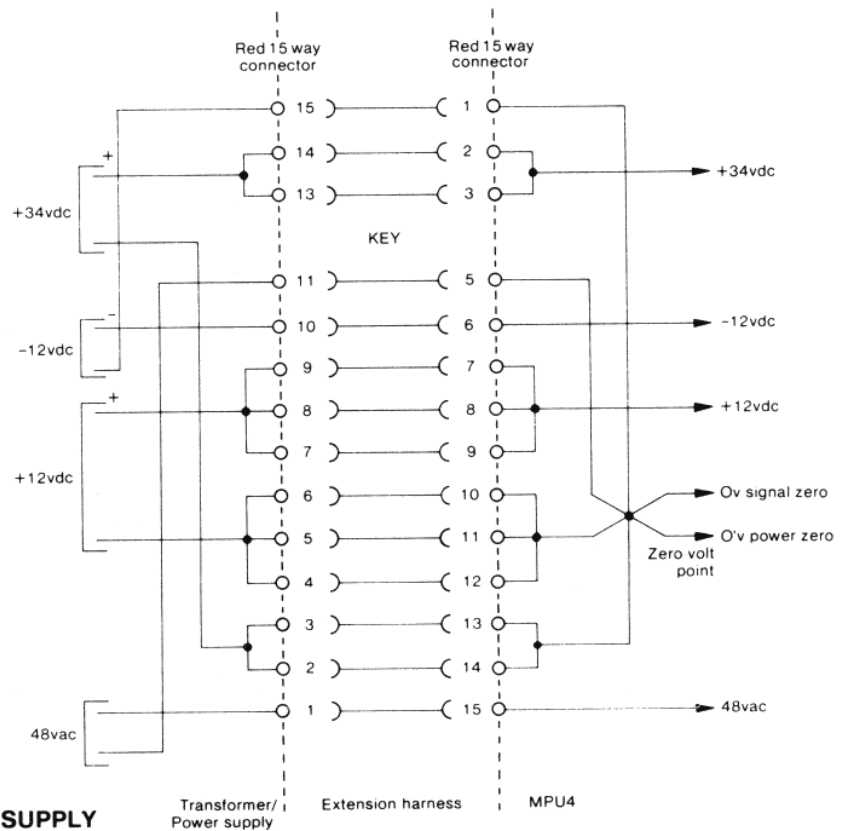 Red 15 way connector
Red 15 way connector
15 1
14 2
+
+34vdc
13 3
+34vdc
KEY
11 5
-
10 6
-12vdc
-12vdc
9 7
+
8 8
+12vdc
7 9
+12vdc
6 10
Ov signal zero
5 11
O'v power zero
Zero volt point
4 12
3 13
2 14
1 15
48vac
48vac
SUPPLY
Transformer/ Power supply
Extension harness
MPU4